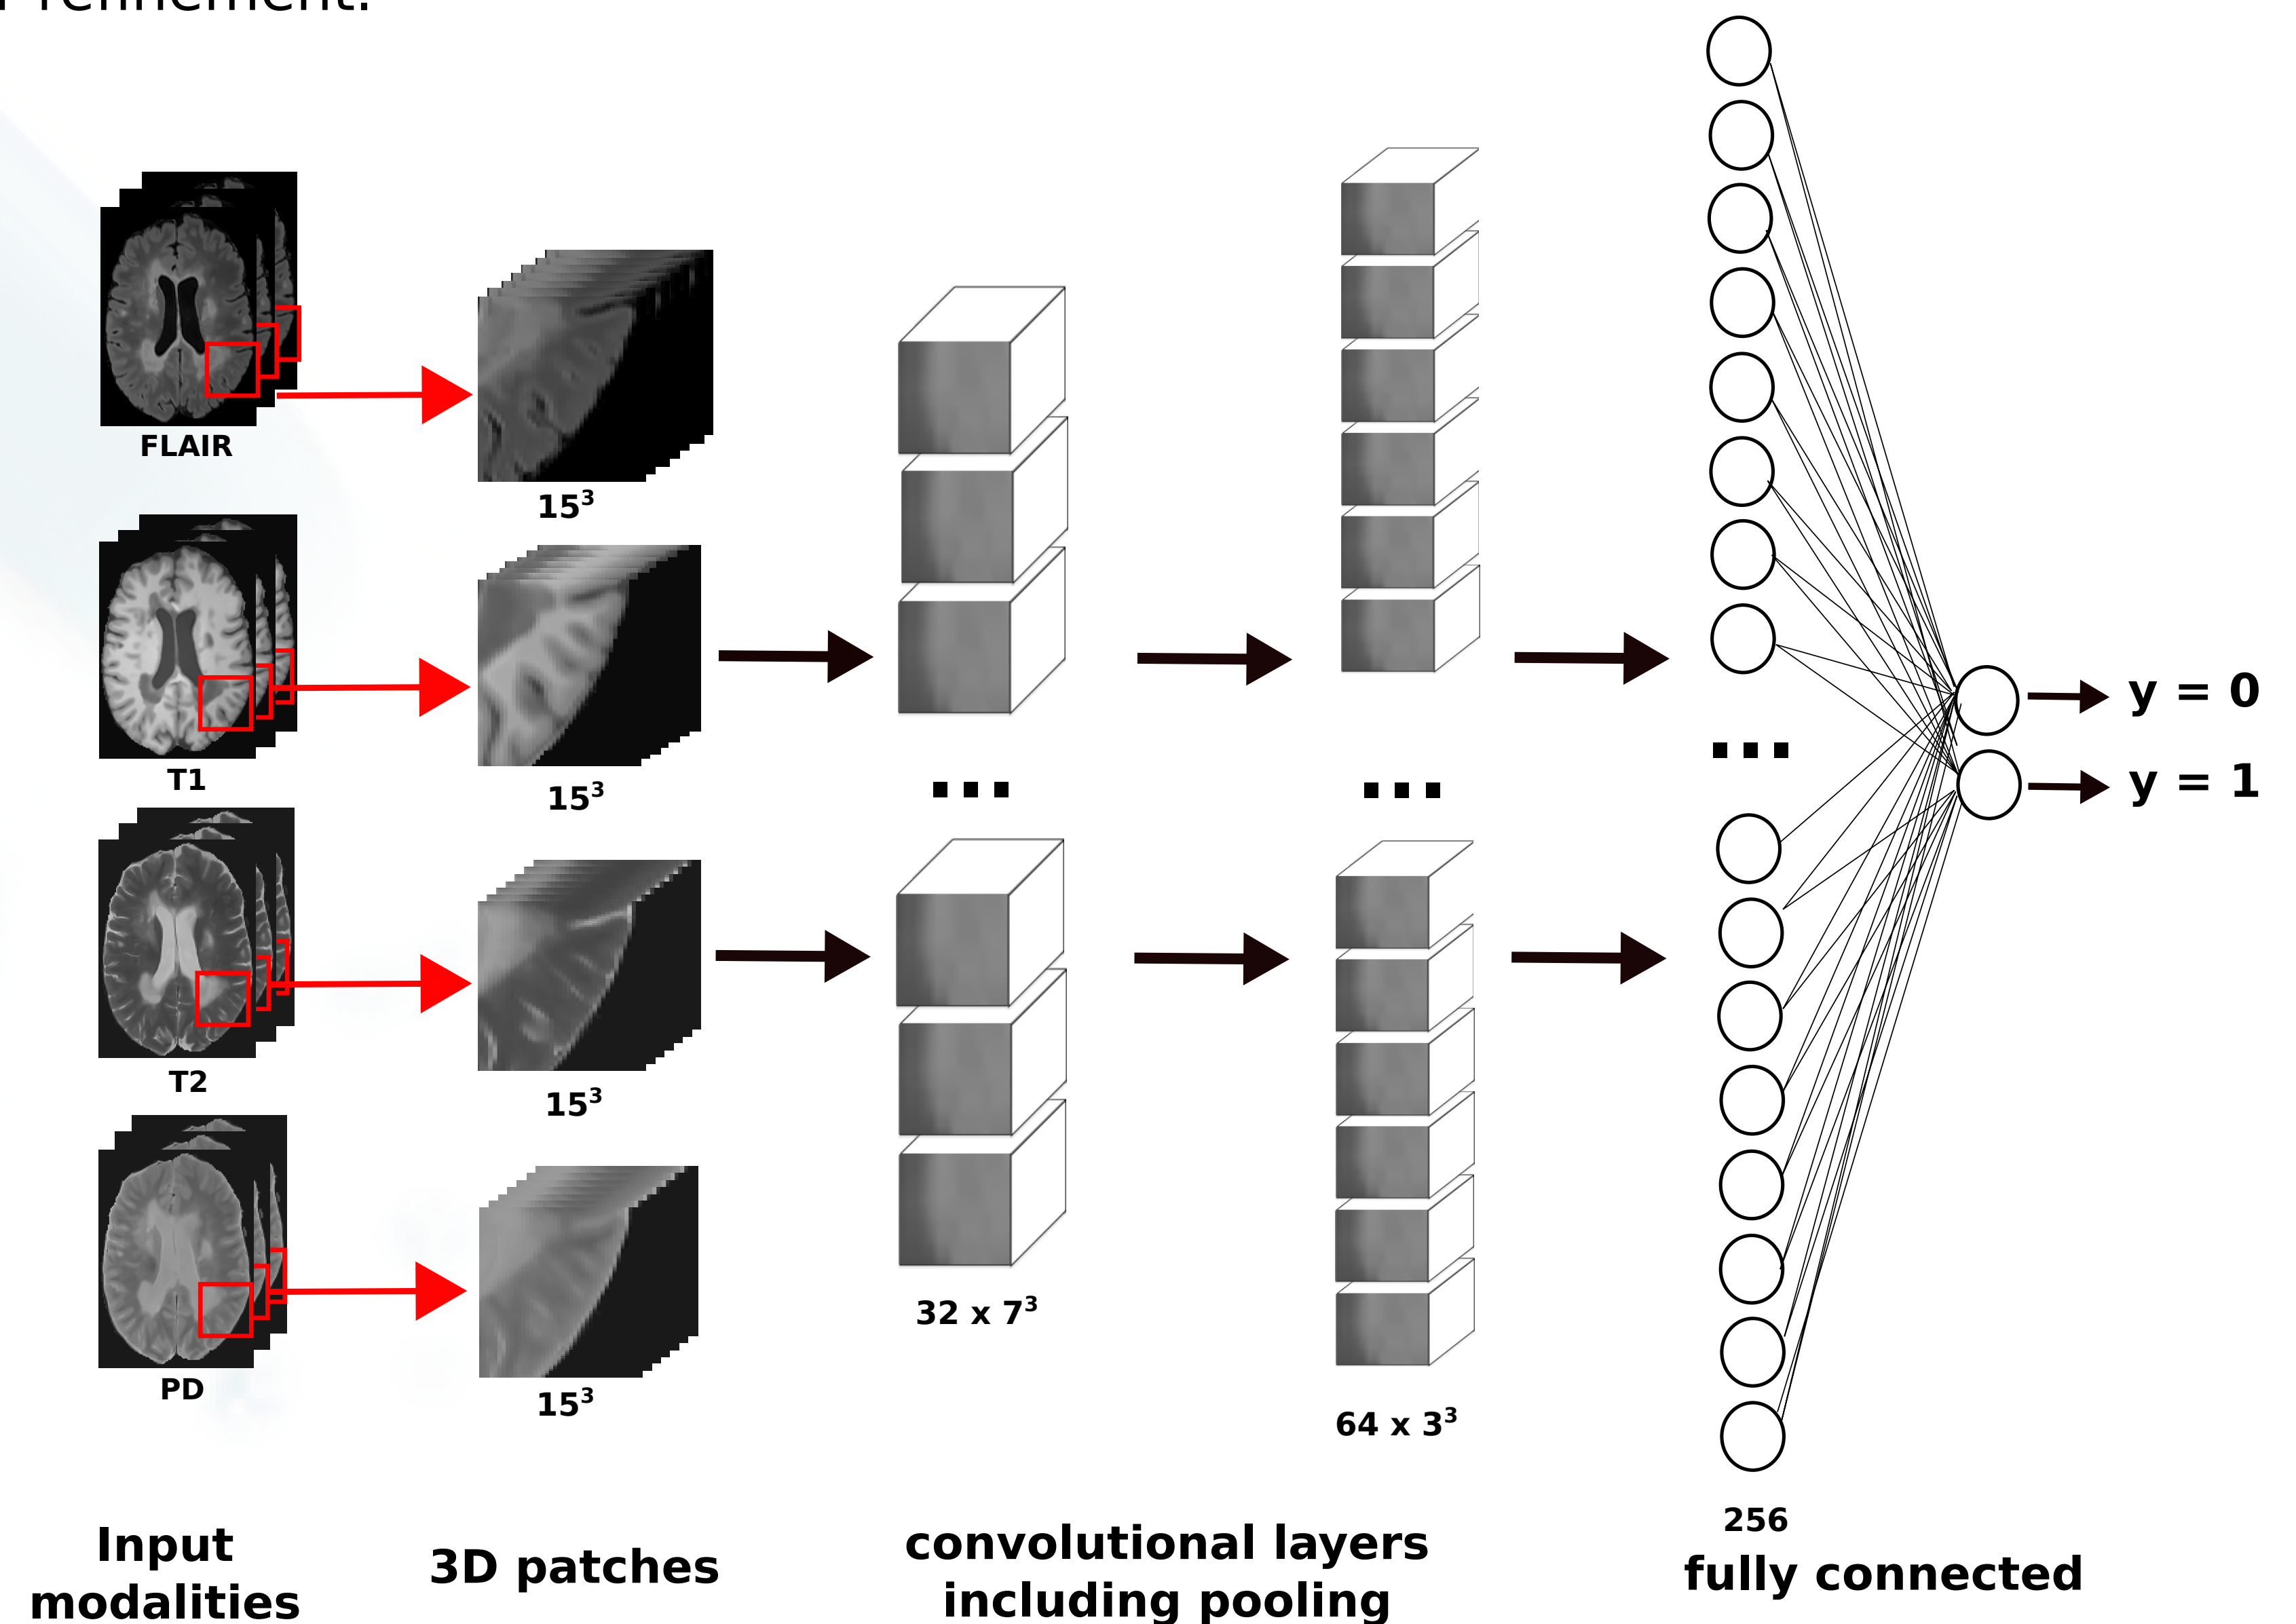 refinement.
FLAIR
15³
T1
15³
T2
15³
PD
15³
...
32 x 7³
...
64 x 3³
...
256
y = 0
y = 1
Input
modalities
3D patches
convolutional layers
including pooling
fully connected